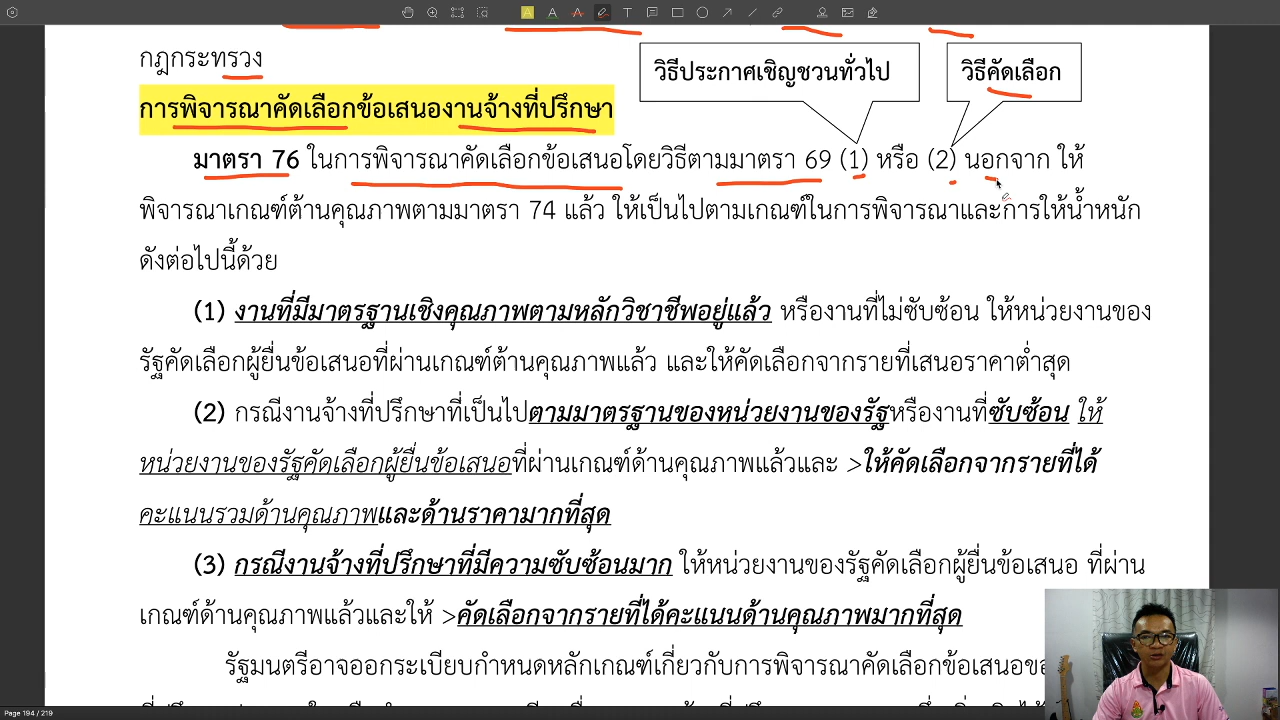 กฎกระทรวง
วิธีประกาศเชิญชวนทั่วไป
วิธีคัดเลือก
การพิจารณาคัดเลือกข้อเสนองานจ้างที่ปรึกษา
มาตรา 76 ในการพิจารณาคัดเลือกข้อเสนอโดยวิธีตามมาตรา 69 (1) หรือ (2) นอกจาก ให้
พิจารณาเกณฑ์ด้านคุณภาพตามมาตรา 74 แล้ว ให้เป็นไปตามเกณฑ์ในการพิจารณาและการให้น้ำหนัก
ดังต่อไปนี้ด้วย
(1) งานที่มีมาตรฐานเชิงคุณภาพตามหลักวิชาชีพอยู่แล้ว หรืองานที่ไม่ซับซ้อน ให้หน่วยงานของ
รัฐคัดเลือกผู้ยื่นข้อเสนอที่ผ่านเกณฑ์ด้านคุณภาพแล้ว และให้คัดเลือกจากรายที่เสนอราคาต่ำสุด
(2) กรณีงานจ้างที่ปรึกษาที่เป็นไปตามมาตรฐานของหน่วยงานของรัฐหรืองานที่ซับซ้อน ให้
หน่วยงานของรัฐคัดเลือกผู้ยื่นข้อเสนอที่ผ่านเกณฑ์ด้านคุณภาพแล้วและ >ให้คัดเลือกจากรายที่ได้
คะแนนรวมด้านคุณภาพและด้านราคามากที่สุด
(3) กรณีงานจ้างที่ปรึกษาที่มีความซับซ้อนมาก ให้หน่วยงานของรัฐคัดเลือกผู้ยื่นข้อเสนอ ที่ผ่าน
เกณฑ์ด้านคุณภาพแล้วและให้ >คัดเลือกจากรายที่ได้คะแนนด้านคุณภาพมากที่สุด
รัฐมนตรีอาจออกระเบียบกำหนดหลักเกณฑ์เกี่ยวกับการพิจารณาคัดเลือกข้อเสนอ
Page 194 / 219